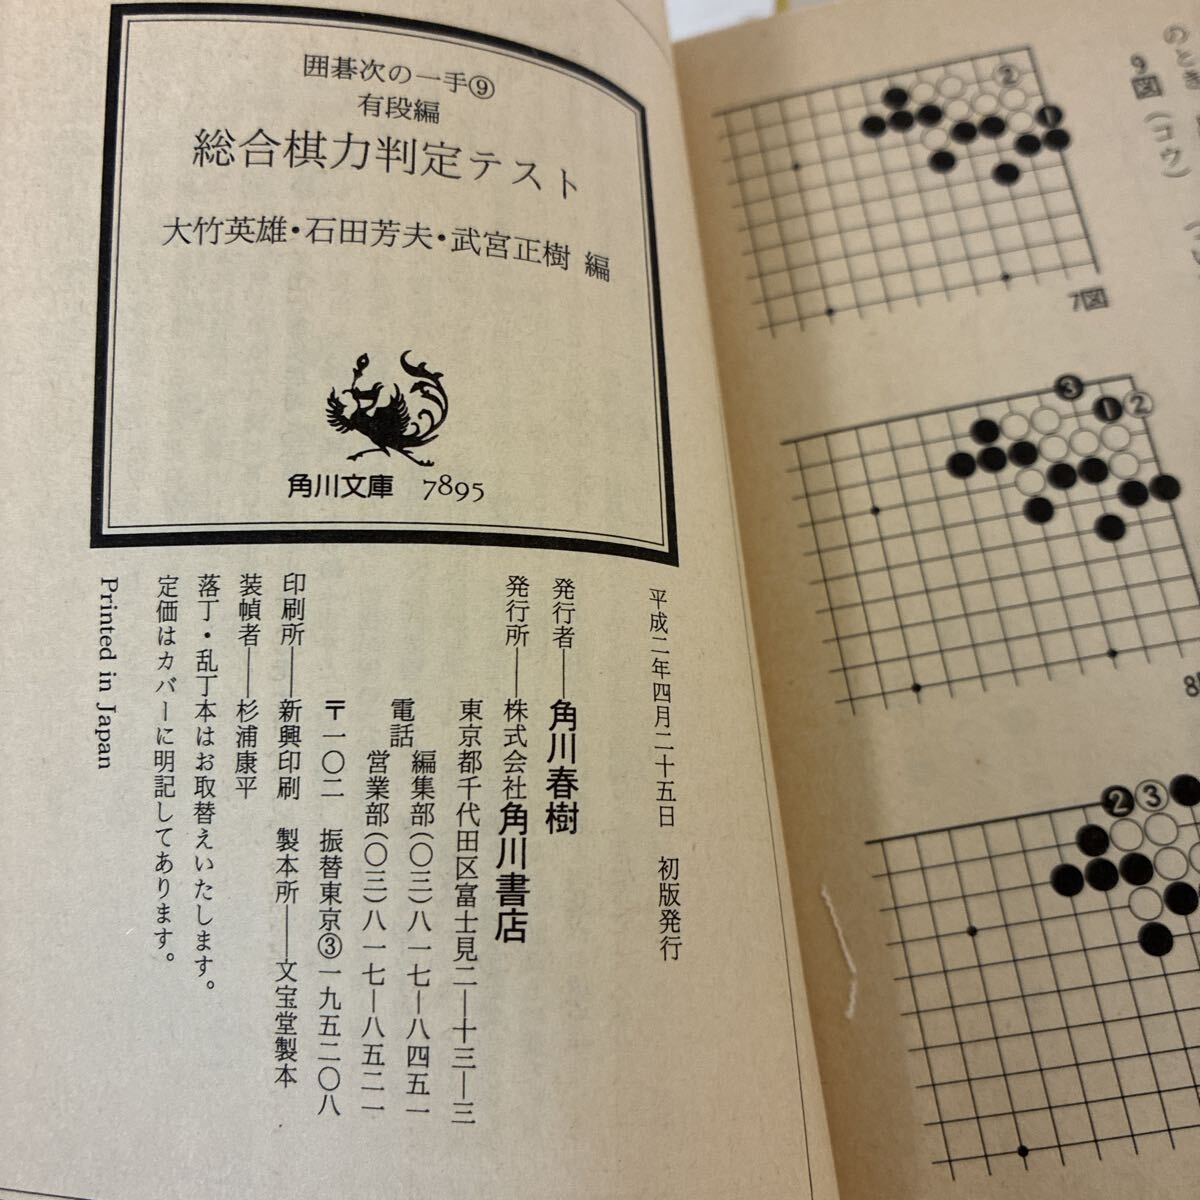 囲碁次の一手⑨
有段編
総合棋力判定テスト
大竹英雄・石田芳夫・武宮正樹 編
角川文庫 7895
平成二年四月二十五日 初版発行
発行者──角川春樹
発行所──株式会社角川書店
東京都千代田区富士見二―十三―三
電話 編集部(〇三)八一七―八四五一
営業部(〇三)八一七―八五二一
〒一〇二 振替東京③一九五二〇八
印刷所──新興印刷 製本所──文宝堂製本
装幀者──杉浦康平
落丁・乱丁本はお取替えいたします。
定価はカバーに明記してあります。
Printed in Japan
のとき
9図(コウ)
②
❶
7図
❸
❶②
8
❷③